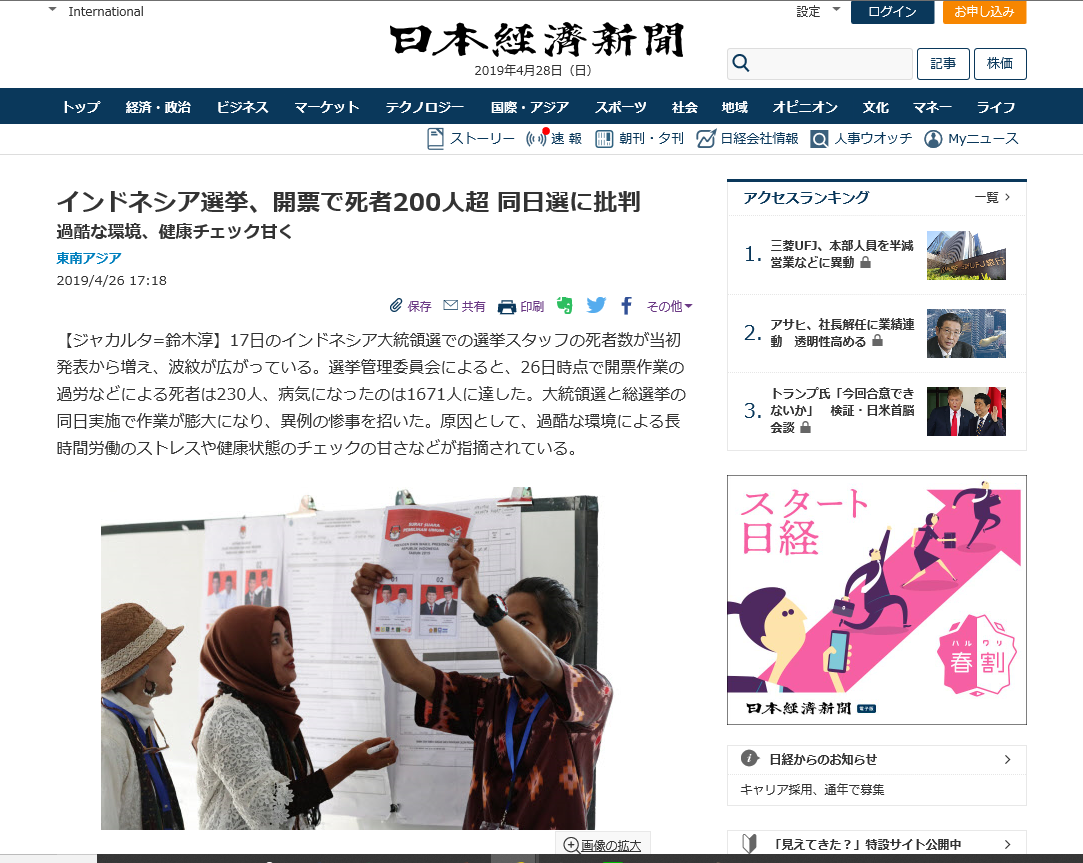 International
設定
ログイン
お申し込み
日本経済新聞
2019年4月28日（日）
記事
株価
トップ 経済・政治 ビジネス マーケット テクノロジー 国際・アジア スポーツ 社会 地域 オピニオン 文化 マネー ライフ
ストーリー 速報 朝刊・夕刊 日経会社情報 人事ウオッチ Myニュース
インドネシア選挙、開票で死者200人超 同日選に批判
過酷な環境、健康チェック甘く
東南アジア
2019/4/26 17:18
保存 共有 印刷 その他
【ジャカルタ=鈴木淳】17日のインドネシア大統領選での選挙スタッフの死者数が当初
発表から増え、波紋が広がっている。選挙管理委員会によると、26日時点で開票作業の
過労などによる死者は230人、病気になったのは1671人に達した。大統領選と総選挙の
同日実施で作業が膨大になり、異例の惨事を招いた。原因として、過酷な環境による長
時間労働のストレスや健康状態のチェックの甘さなどが指摘されている。
SURAT SUARA
PEMILIHAN UMUM
01 02
画像の拡大
アクセスランキング
一覧
1. 三菱UFJ、本部人員を半減
営業などに異動
2. アサヒ、社長解任に業績連
動 透明性高める
3. トランプ氏「今回合意でき
ないか」 検証・日米首脳
会談
スタート
日経
ハルワリ
春割
日本経済新聞 電子版
日経からのお知らせ
キャリア採用、通年で募集
「見えてきた？」特設サイト公開中